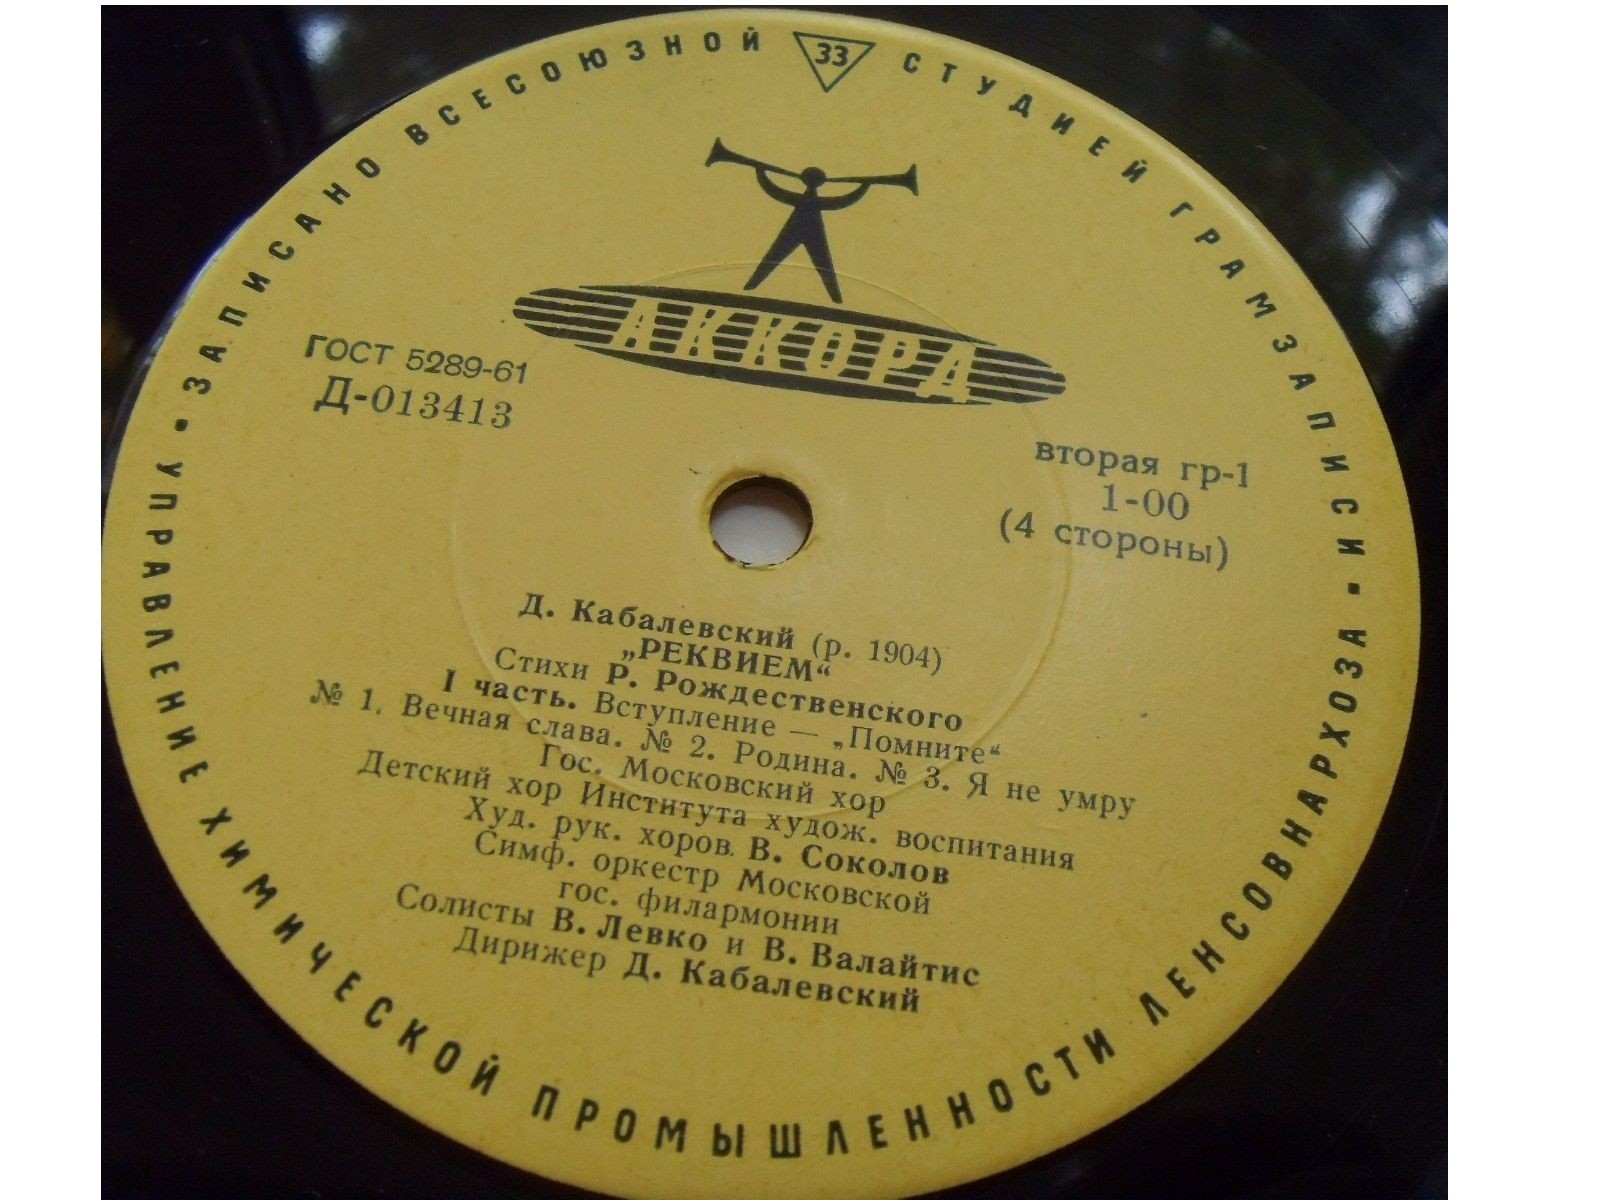 ЗАПИСАНО ВСЕСОЮЗНОЙ 33 СТУДИЕЙ ГРАМЗАПИСИ
АККОРД
ГОСТ 5289-61
Д-013413
вторая гр-1
1-00
(4 стороны)
Д. Кабалевский (р. 1904)
„РЕКВИЕМ“
Стихи Р. Рождественского
I часть. Вступление — „Помните“
№ 1. Вечная слава. № 2. Родина. № 3. Я не умру
Гос. Московский хор
Детский хор Института худож. воспитания
Худ. рук. хоров В. Соколов
Симф. оркестр Московской
гос. филармонии
Солисты В. Левко и В. Валайтис
Дирижер Д. Кабалевский
УПРАВЛЕНИЕ ХИМИЧЕСКОЙ ПРОМЫШЛЕННОСТИ ЛЕНСОВНАРХОЗА